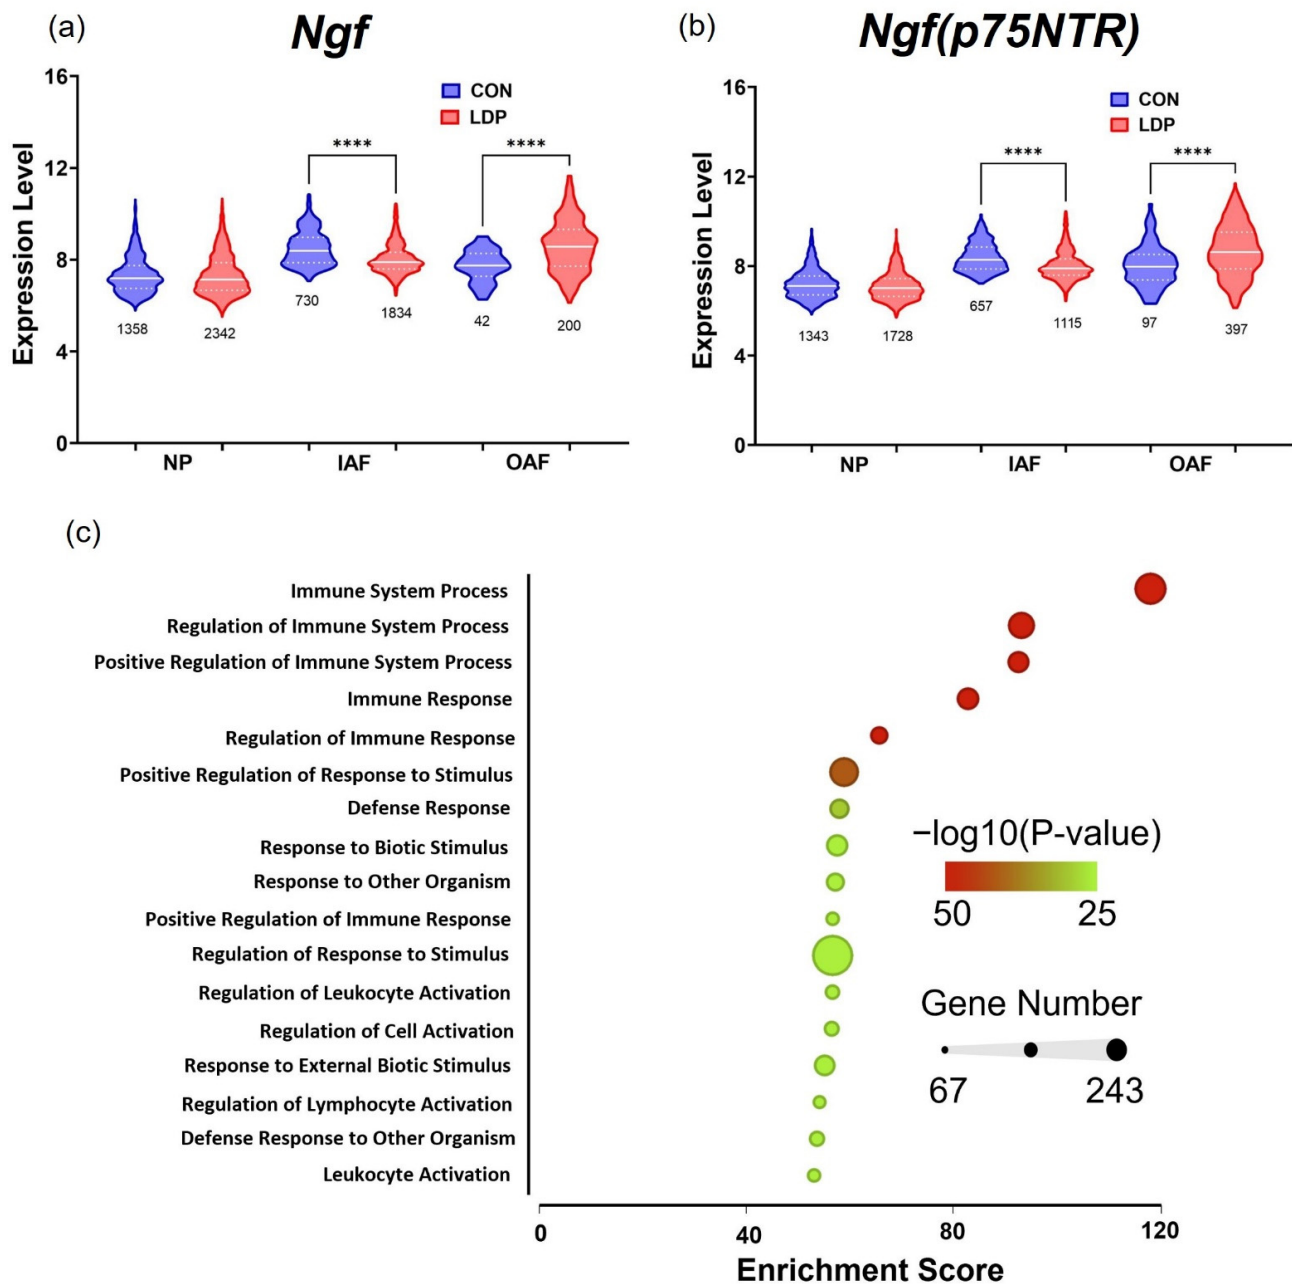 (a)
Ngf
16
12
8
4
0
Expression Level
CON
LDP
****
****
1358
2342
730
1834
42
200
NP
IAF
OAF
(b)
Ngf(p75NTR)
16
12
8
4
0
Expression Level
CON
LDP
****
****
1343
1728
657
1115
97
397
NP
IAF
OAF
(c)
Immune System Process
Regulation of Immune System Process
Positive Regulation of Immune System Process
Immune Response
Regulation of Immune Response
Positive Regulation of Response to Stimulus
Defense Response
Response to Biotic Stimulus
Response to Other Organism
Positive Regulation of Immune Response
Regulation of Response to Stimulus
Regulation of Leukocyte Activation
Regulation of Cell Activation
Response to External Biotic Stimulus
Regulation of Lymphocyte Activation
Defense Response to Other Organism
Leukocyte Activation
−log10(P-value)
50 25
Gene Number
67 243
0 40 80 120
Enrichment Score